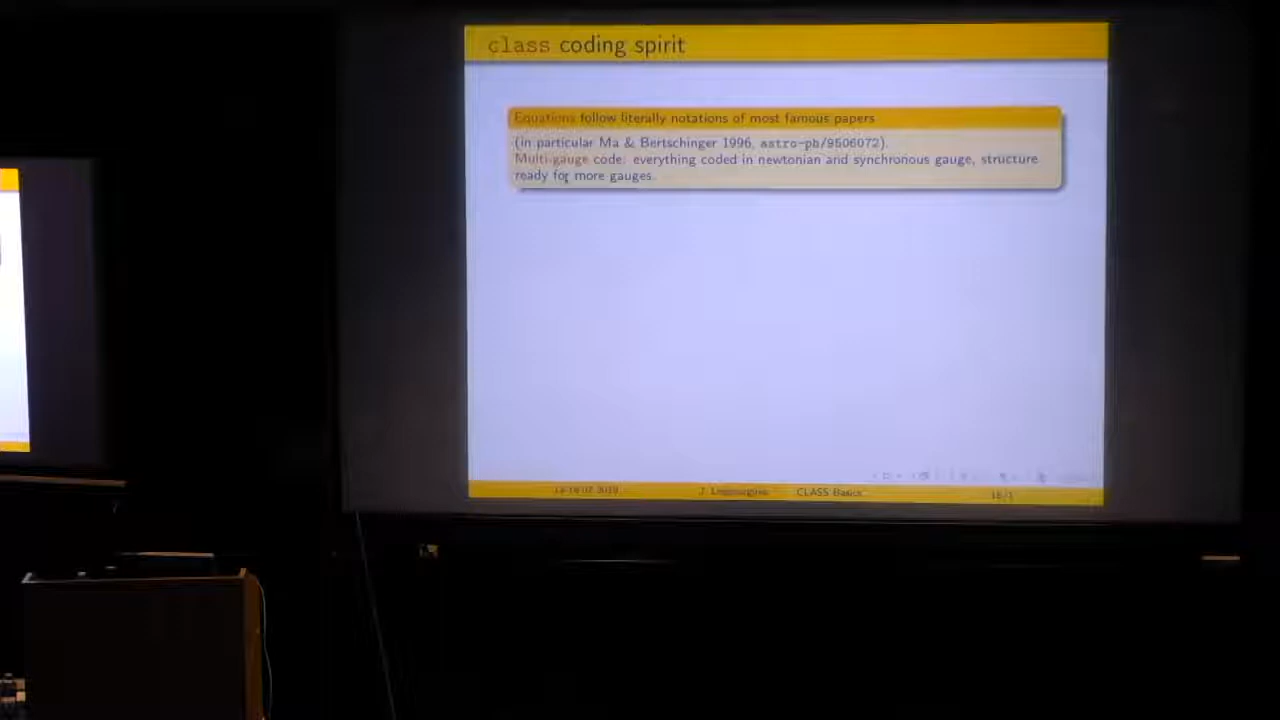 class coding spirit
Equations follow literally notations of most famous papers
(in particular Ma & Bertschinger 1996, astro-ph/9506072).
Multi-gauge code: everything coded in newtonian and synchronous gauge, structure
ready for more gauges.
J. Lesgourgues CLASS Basics